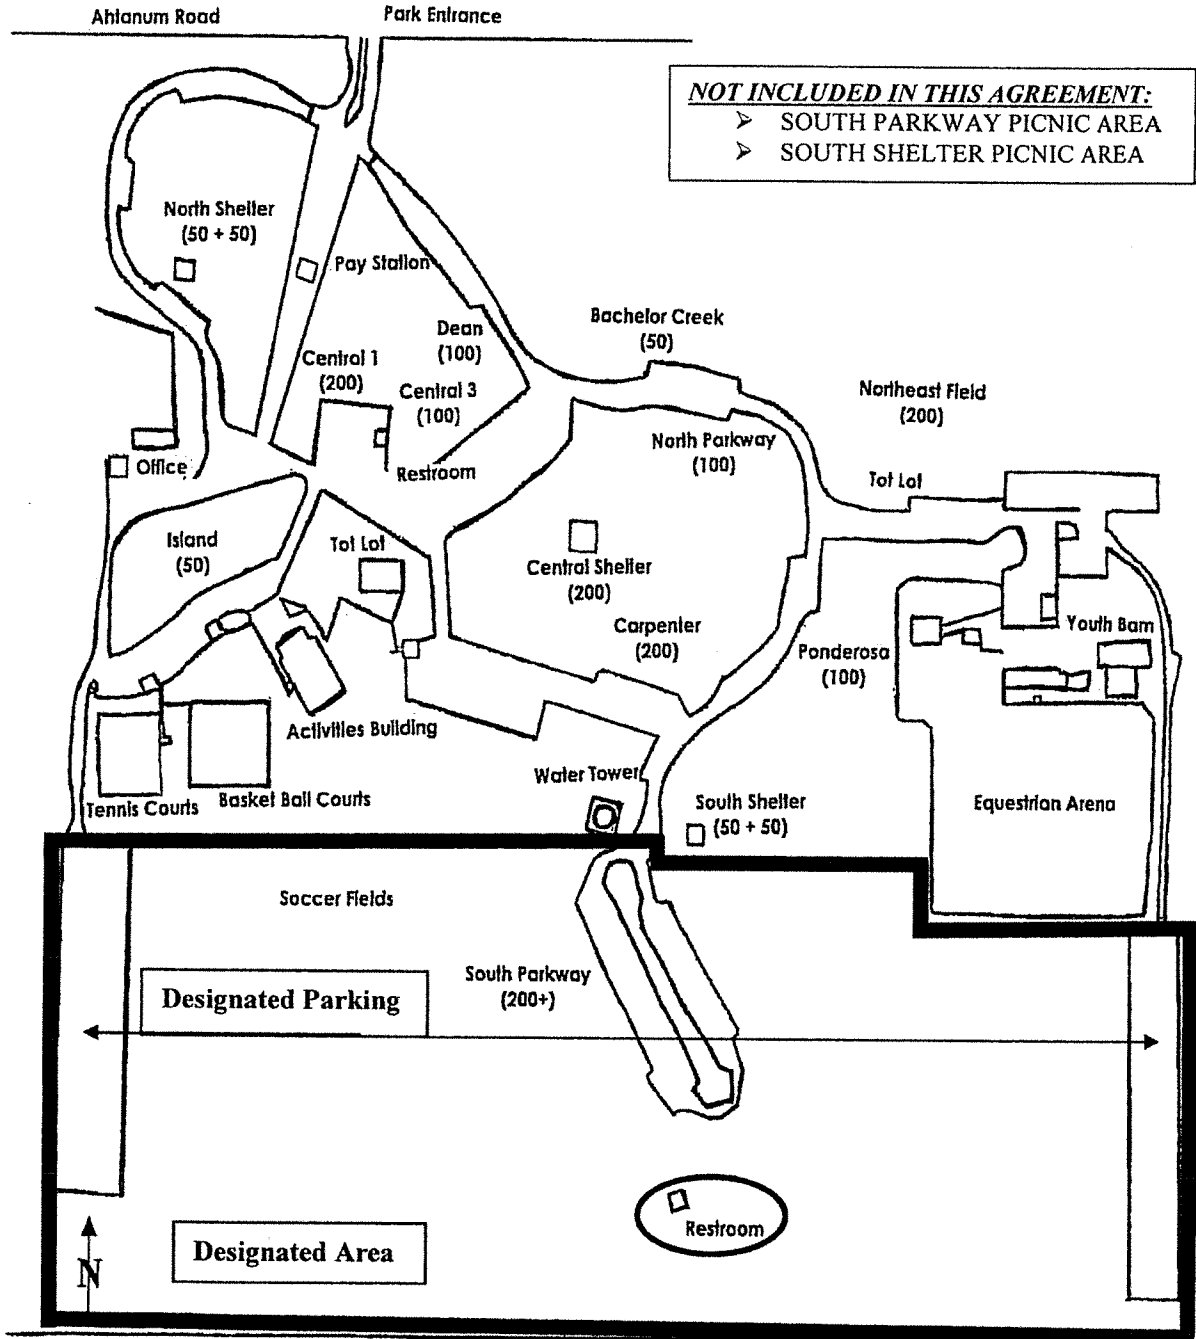 Ahtanum Road
Park Entrance
NOT INCLUDED IN THIS AGREEMENT:
➢ SOUTH PARKWAY PICNIC AREA
➢ SOUTH SHELTER PICNIC AREA
North Shelter
(50 + 50)
Pay Station
Bachelor Creek
(50)
Dean
(100)
Central 1
(200)
Central 3
(100)
Northeast Field
(200)
North Parkway
(100)
Office
Restroom
Tot Lot
Island
(50)
Tot Lot
Central Shelter
(200)
Carpenter
(200)
Youth Barn
Ponderosa
(100)
Activities Building
Water Tower
Tennis Courts
Basket Ball Courts
South Shelter
(50 + 50)
Equestrian Arena
Soccer Fields
South Parkway
(200+)
Designated Parking
Restroom
Designated Area
N